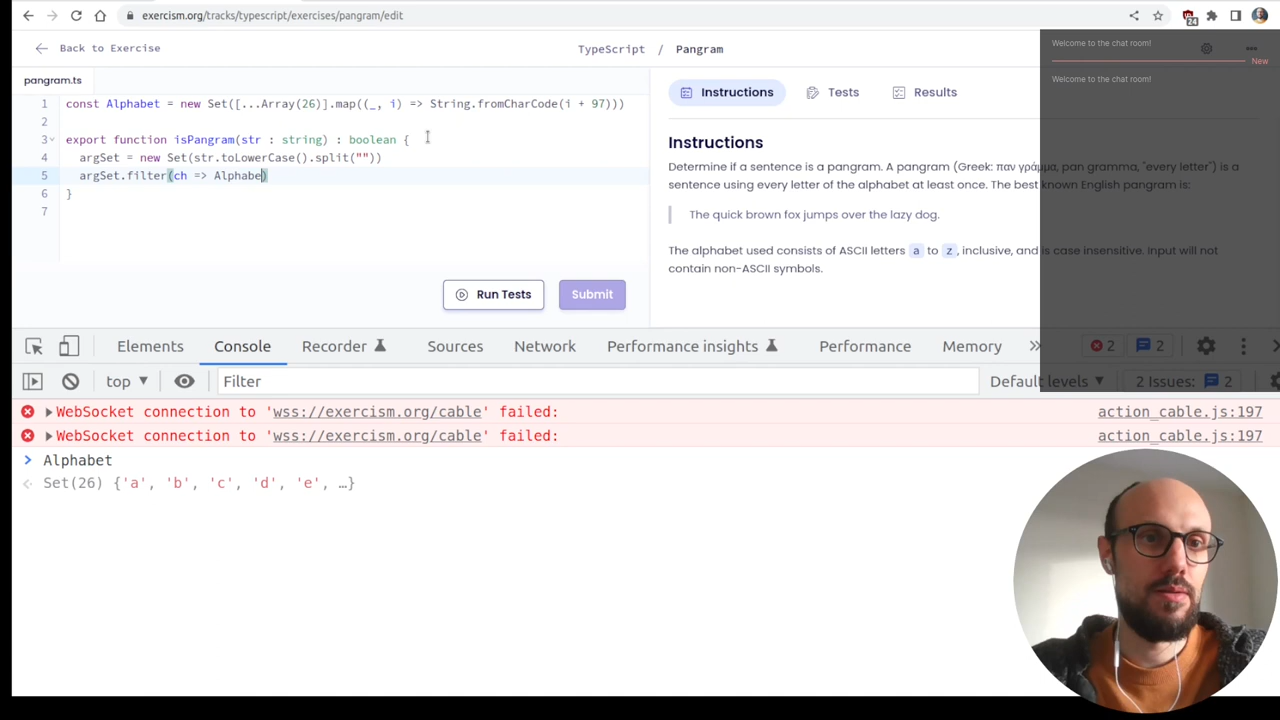 exercism.org/tracks/typescript/exercises/pangram/edit
24
Back to Exercise
TypeScript / Pangram
pangram.ts
1 const Alphabet = new Set([...Array(26)].map((_, i) => String.fromCharCode(i + 97)))
2
3 export function isPangram(str : string) : boolean {
4 argSet = new Set(str.toLowerCase().split(""))
5 argSet.filter(ch => Alphabe)
6 }
7
Run Tests
Submit
Instructions
Tests
Results
Instructions
Determine if a sentence is a pangram. A pangram (Greek: παν γράμμα, pan gramma, "every letter") is a
sentence using every letter of the alphabet at least once. The best known English pangram is:
The quick brown fox jumps over the lazy dog.
The alphabet used consists of ASCII letters a to z, inclusive, and is case insensitive. Input will not
contain non-ASCII symbols.
Welcome to the chat room!
New
Welcome to the chat room!
Elements
Console
Recorder
Sources
Network
Performance insights
Performance
Memory
»
2
2
top ▼
Filter
Default levels ▼
2 Issues: 2
WebSocket connection to 'wss://exercism.org/cable' failed: action_cable.js:197
WebSocket connection to 'wss://exercism.org/cable' failed: action_cable.js:197
> Alphabet
Set(26) {'a', 'b', 'c', 'd', 'e', …}